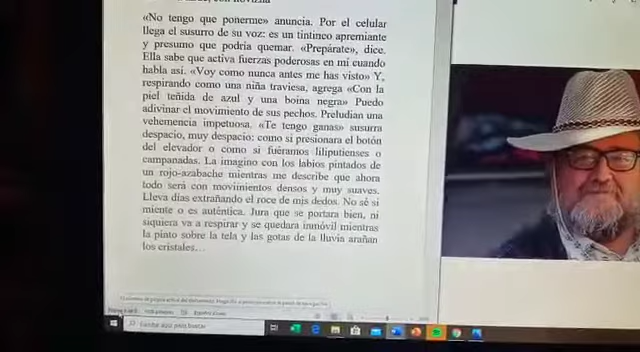 «No tengo que ponerme» anuncia. Por el celular
llega el susurro de su voz: es un tintineo apremiante
y presumo que podría quemar. «Prepárate», dice.
Ella sabe que activa fuerzas poderosas en mí cuando
habla así. «Voy como nunca antes me has visto» Y,
respirando como una niña traviesa, agrega «Con la
piel teñida de azul y una boina negra» Puedo
adivinar el movimiento de sus pechos. Preludian una
vehemencia impetuosa. «Te tengo ganas» susurra
despacio, muy despacio: como si presionara el botón
del elevador o como si fuéramos liliputienses o
campanadas. La imagino con los labios pintados de
un rojo-azabache mientras me describe que ahora
todo será con movimientos densos y muy suaves.
Lleva días extrañando el roce de mis dedos. No sé si
miente o es auténtica. Jura que se portara bien, ni
siquiera va a respirar y se quedara inmóvil mientras
la pinto sobre la tela y las gotas de la lluvia arañan
los cristales…
Escribe aquí para buscar